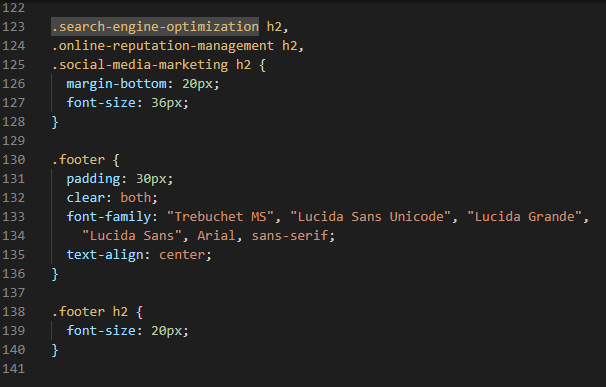 122
123 .search-engine-optimization h2,
124 .online-reputation-management h2,
125 .social-media-marketing h2 {
126   margin-bottom: 20px;
127   font-size: 36px;
128 }
129
130 .footer {
131   padding: 30px;
132   clear: both;
133   font-family: "Trebuchet MS", "Lucida Sans Unicode", "Lucida Grande",
134     "Lucida Sans", Arial, sans-serif;
135   text-align: center;
136 }
137
138 .footer h2 {
139   font-size: 20px;
140 }
141